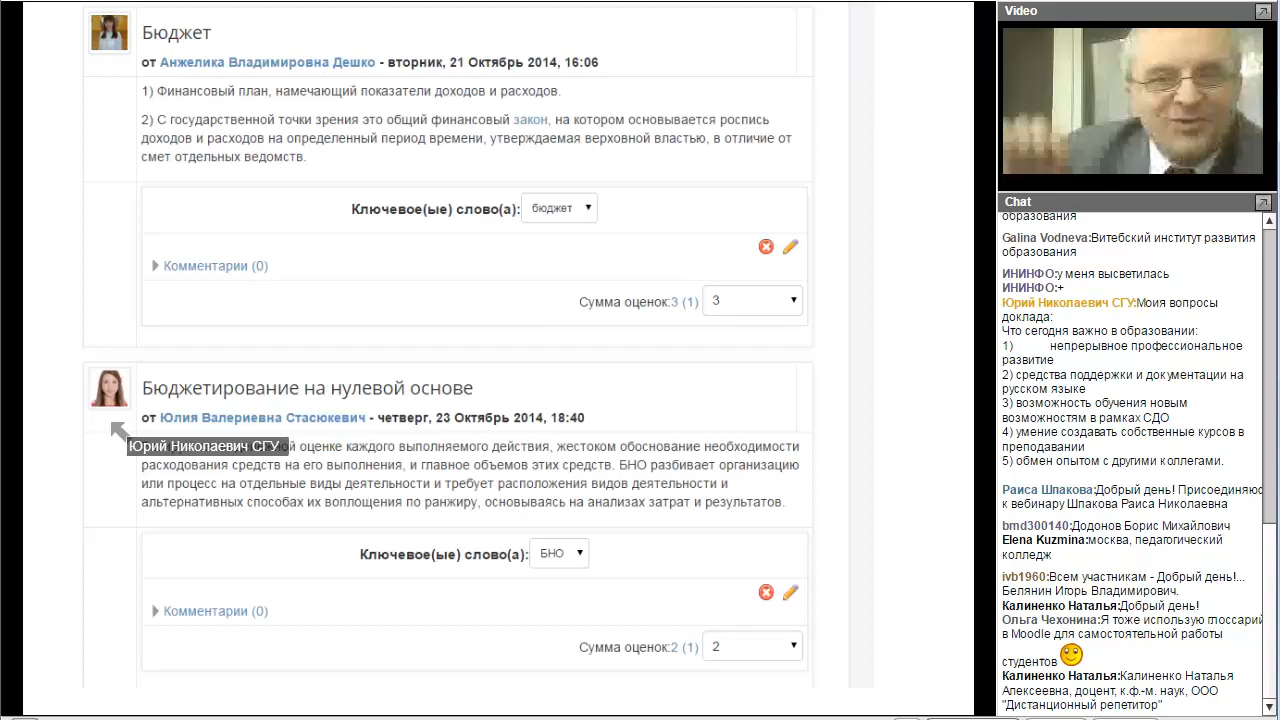 Бюджет
от Анжелика Владимировна Дешко - вторник, 21 Октябрь 2014, 16:06
1) Финансовый план, намечающий показатели доходов и расходов.
2) С государственной точки зрения это общий финансовый закон, на котором основывается роспись
доходов и расходов на определенный период времени, утверждаемая верховной властью, в отличие от
смет отдельных ведомств.
Ключевое(ые) слово(а): бюджет
Комментарии (0)
Сумма оценок:3 (1) 3
Бюджетирование на нулевой основе
от Юлия Валериевна Стасюкевич - четверг, 23 Октябрь 2014, 18:40
Юрий Николаевич СГУ
оценке каждого выполняемого действия, жестоком обоснование необходимости
расходования средств на его выполнения, и главное объемов этих средств. БНО разбивает организацию
или процесс на отдельные виды деятельности и требует расположения видов деятельности и
альтернативных способах их воплощения по ранжиру, основываясь на анализах затрат и результатов.
Ключевое(ые) слово(а): БНО
Комментарии (0)
Сумма оценок:2 (1) 2
Video
Chat
образования
Galina Vodneva:Витебский институт развития
образования
ИНИНФО:у меня высветилась
ИНИНФО:+
Юрий Николаевич СГУ:Моия вопросы
доклада:
Что сегодня важно в образовании:
1) непрерывное профессиональное
развитие
2) средства поддержки и документации на
русском языке
3) возможность обучения новым
возможностям в рамках СДО
4) умение создавать собственные курсов в
преподавании
5) обмен опытом с другими коллегами.
Раиса Шпакова:Добрый день! Присоединяюс
к вебинару Шпакова Раиса Николаевна
bmd300140:Додонов Борис Михайлович
Elena Kuzmina:москва, педагогический
колледж
ivb1960:Всем участникам - Добрый день!...
Белянин Игорь Владимирович.
Калиненко Наталья:Добрый день!
Ольга Чехонина:Я тоже использую глоссарий
в Moodle для самостоятельной работы
студентов
Калиненко Наталья:Калиненко Наталья
Алексеевна, доцент, к.ф.-м. наук, ООО
"Дистанционный репетитор"